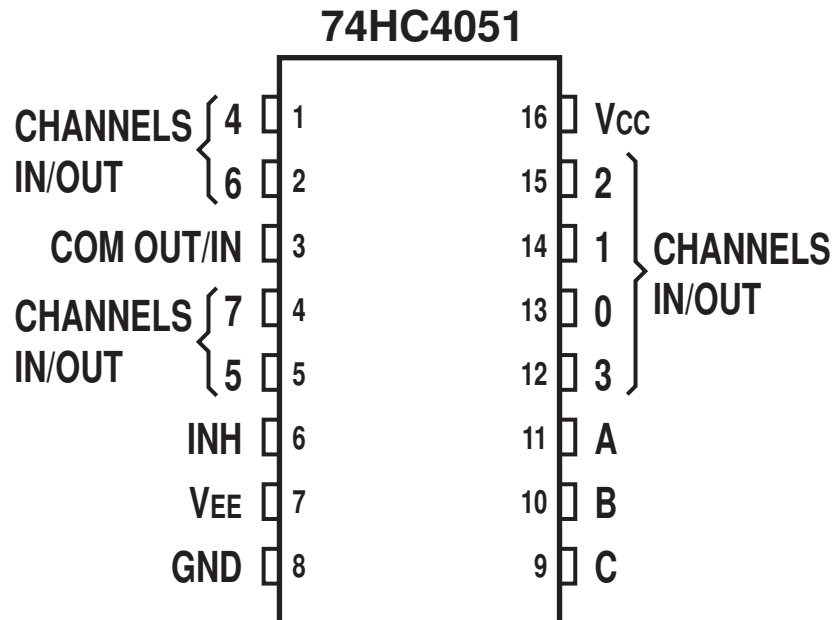 74HC4051
CHANNELS
IN/OUT
4 1
6 2
COM OUT/IN 3
CHANNELS
IN/OUT
7 4
5 5
INH 6
VEE 7
GND 8
16 VCC
15 2
14 1
13 0
12 3
CHANNELS
IN/OUT
11 A
10 B
9 C